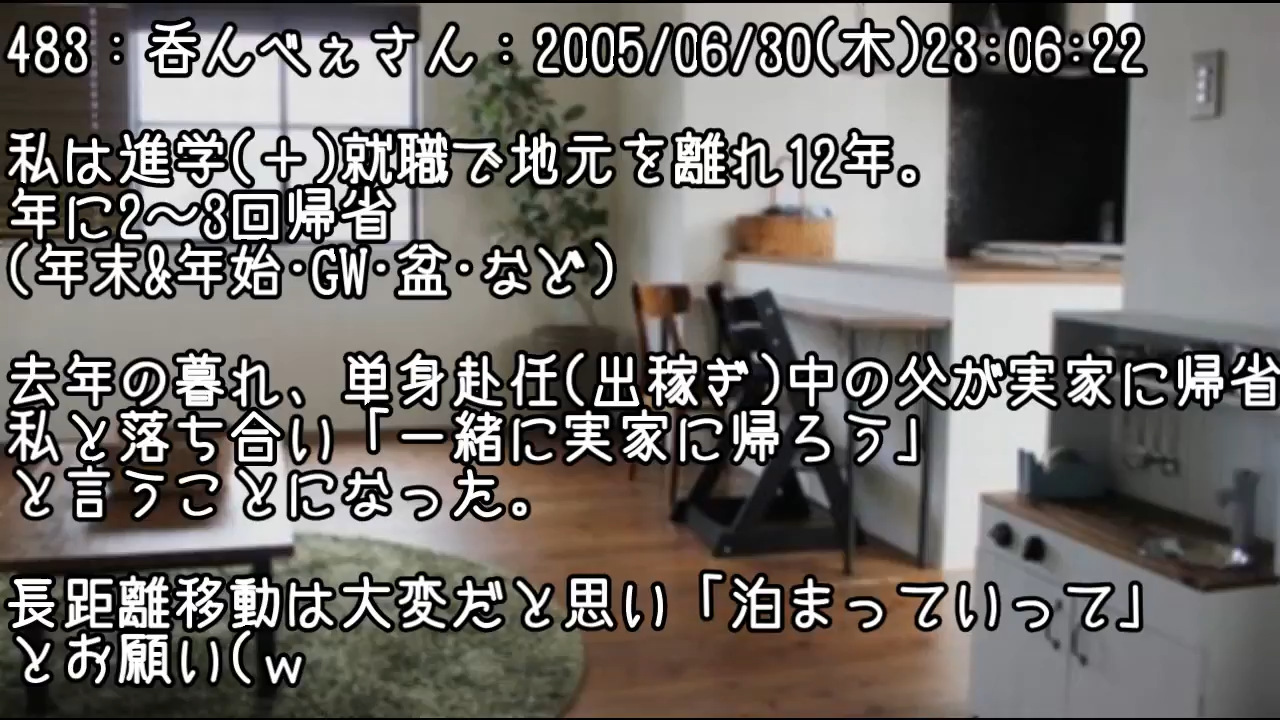 483：呑んべぇさん：2005/06/30(木)23:06:22
私は進学(＋)就職で地元を離れ12年。
年に2～3回帰省
(年末&年始･GW･盆･など)
去年の暮れ、単身赴任(出稼ぎ)中の父が実家に帰省
私と落ち合い「一緒に実家に帰ろう」
と言うことになった。
長距離移動は大変だと思い「泊まっていって」
とお願い(ｗ